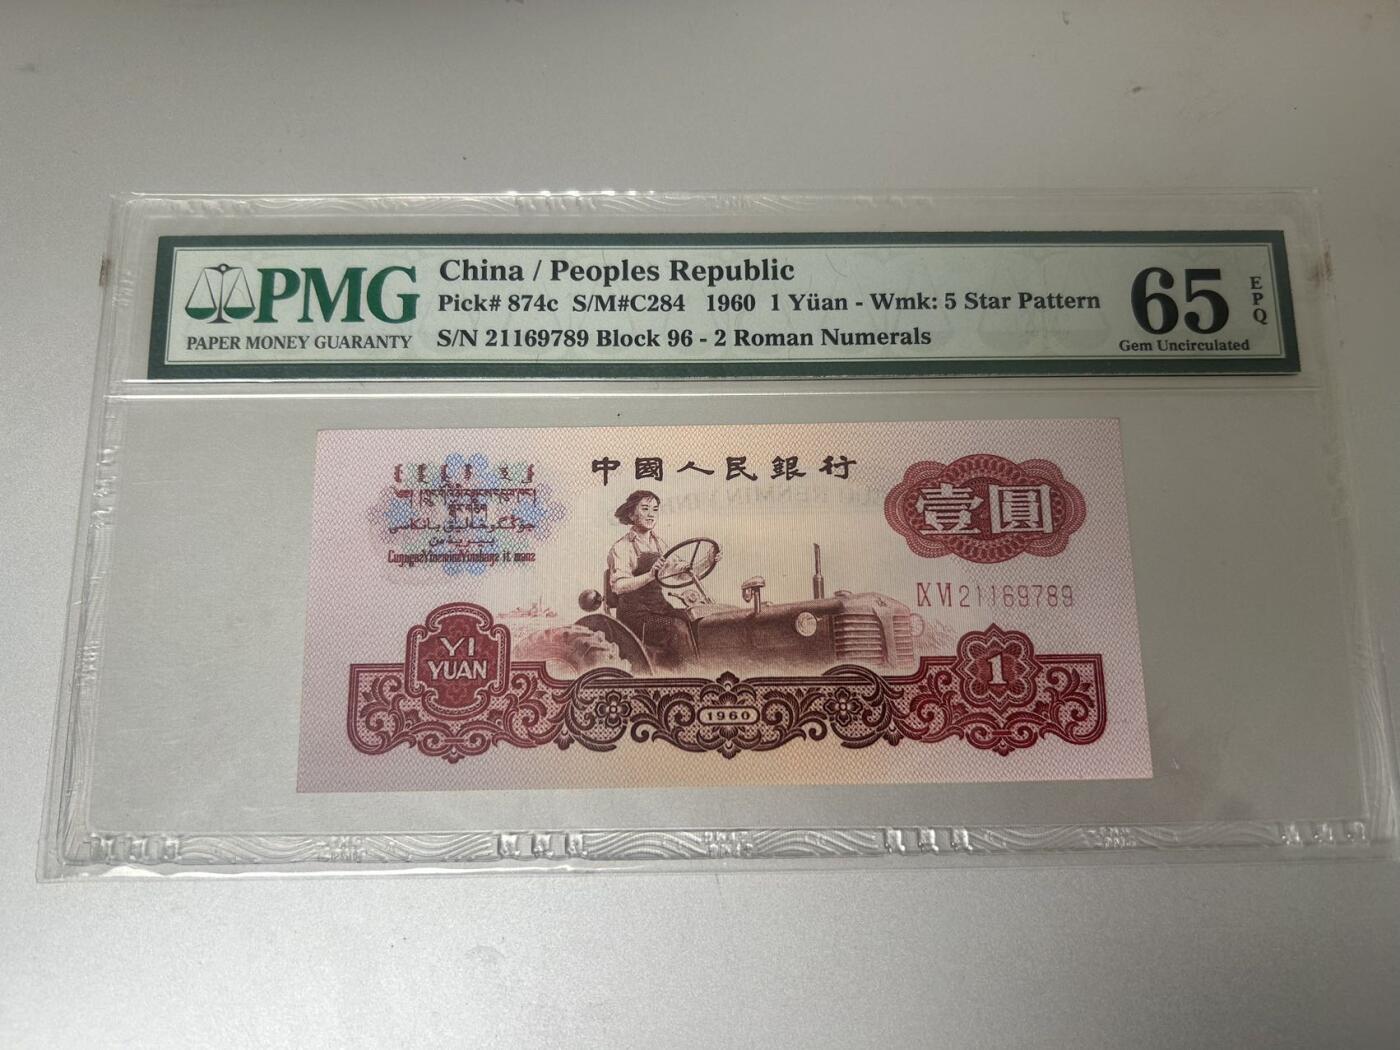 PMG
PAPER MONEY GUARANTY
China / Peoples Republic
Pick# 874c S/M#C284 1960 1 Yüan - Wmk: 5 Star Pattern
S/N 21169789 Block 96 - 2 Roman Numerals
65
EPQ
Gem Uncirculated
中國人民銀行
壹圓
IX VI 21169789
YI
YUAN
1
1960